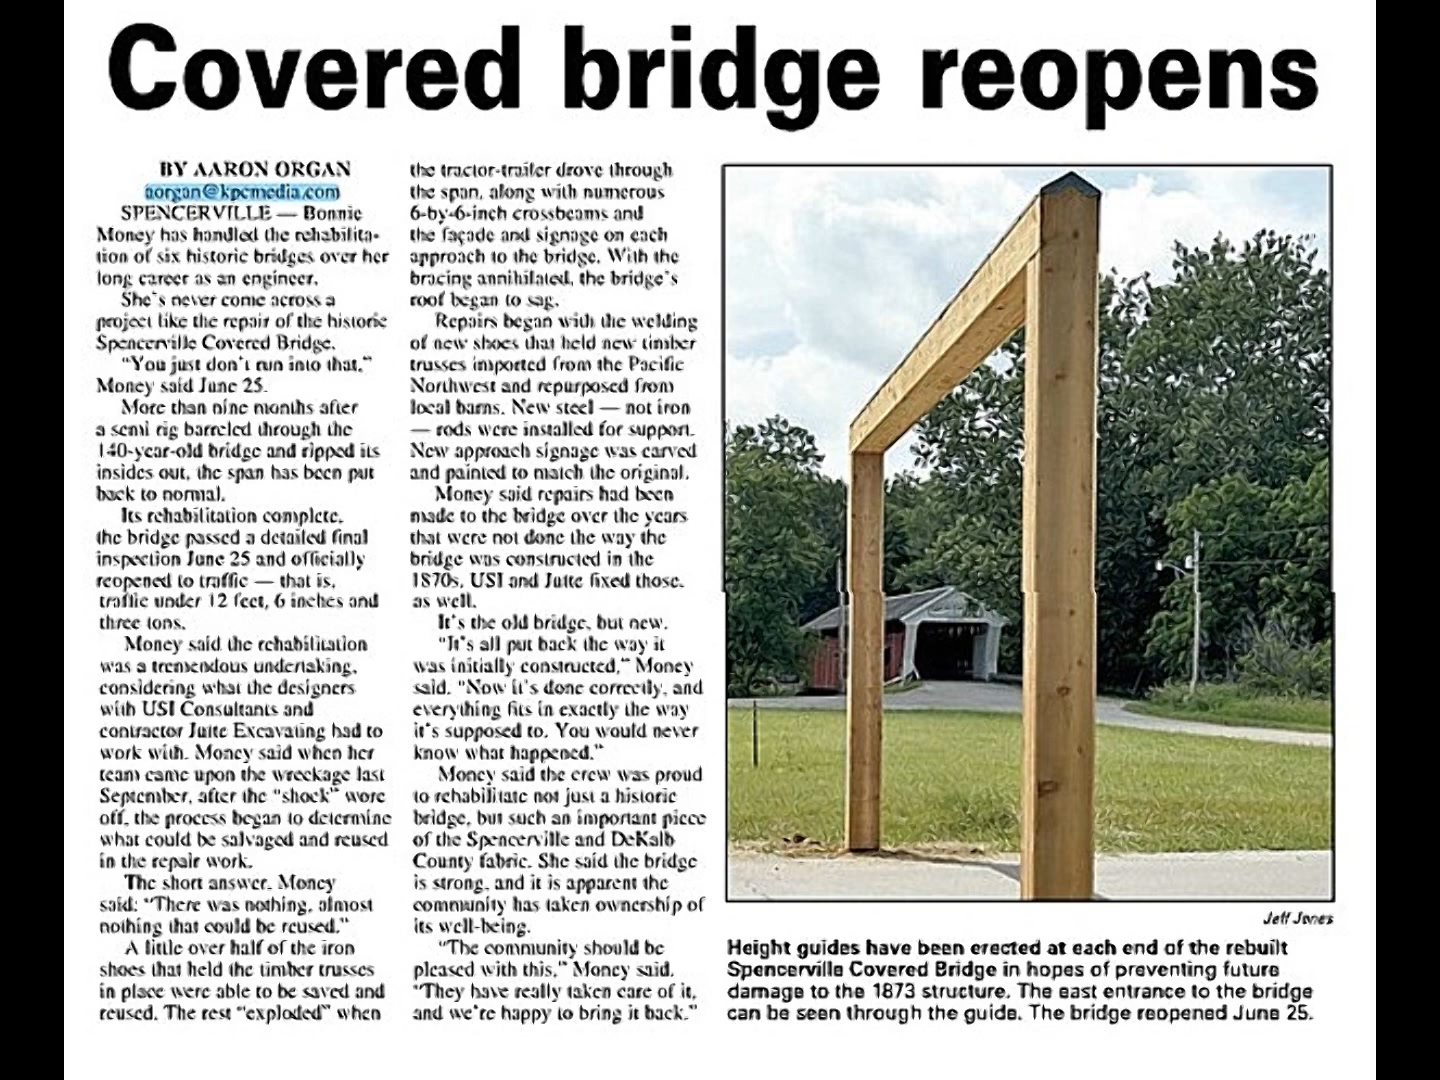 Covered bridge reopens
BY AARON ORGAN
aorgan@kpcmedia.com
SPENCERVILLE — Bonnie
Money has handled the rehabilita-
tion of six historic bridges over her
long career as an engineer.
She's never come across a
project like the repair of the historic
Spencerville Covered Bridge.
"You just don't run into that,"
Money said June 25.
More than nine months after
a semi rig barreled through the
140-year-old bridge and ripped its
insides out, the span has been put
back to normal.
Its rehabilitation complete,
the bridge passed a detailed final
inspection June 25 and officially
reopened to traffic — that is,
traffic under 12 feet, 6 inches and
three tons.
Money said the rehabilitation
was a tremendous undertaking,
considering what the designers
with USI Consultants and
contractor Jutte Excavating had to
work with. Money said when her
team came upon the wreckage last
September, after the "shock" wore
off, the process began to determine
what could be salvaged and reused
in the repair work.
The short answer, Money
said: "There was nothing, almost
nothing that could be reused."
A little over half of the iron
shoes that held the timber trusses
in place were able to be saved and
reused. The rest "exploded" when
the tractor-trailer drove through
the span, along with numerous
6-by-6-inch crossbeams and
the façade and signage on each
approach to the bridge. With the
bracing annihilated, the bridge's
roof began to sag.
Repairs began with the welding
of new shoes that held new timber
trusses imported from the Pacific
Northwest and repurposed from
local barns. New steel — not iron
— rods were installed for support.
New approach signage was carved
and painted to match the original.
Money said repairs had been
made to the bridge over the years
that were not done the way the
bridge was constructed in the
1870s. USI and Jutte fixed those,
as well.
It's the old bridge, but new.
"It's all put back the way it
was initially constructed," Money
said. "Now it's done correctly, and
everything fits in exactly the way
it's supposed to. You would never
know what happened."
Money said the crew was proud
to rehabilitate not just a historic
bridge, but such an important piece
of the Spencerville and DeKalb
County fabric. She said the bridge
is strong, and it is apparent the
community has taken ownership of
its well-being.
"The community should be
pleased with this," Money said.
"They have really taken care of it,
and we're happy to bring it back."
Jeff Jones
Height guides have been erected at each end of the rebuilt
Spencerville Covered Bridge in hopes of preventing future
damage to the 1873 structure. The east entrance to the bridge
can be seen through the guide. The bridge reopened June 25.